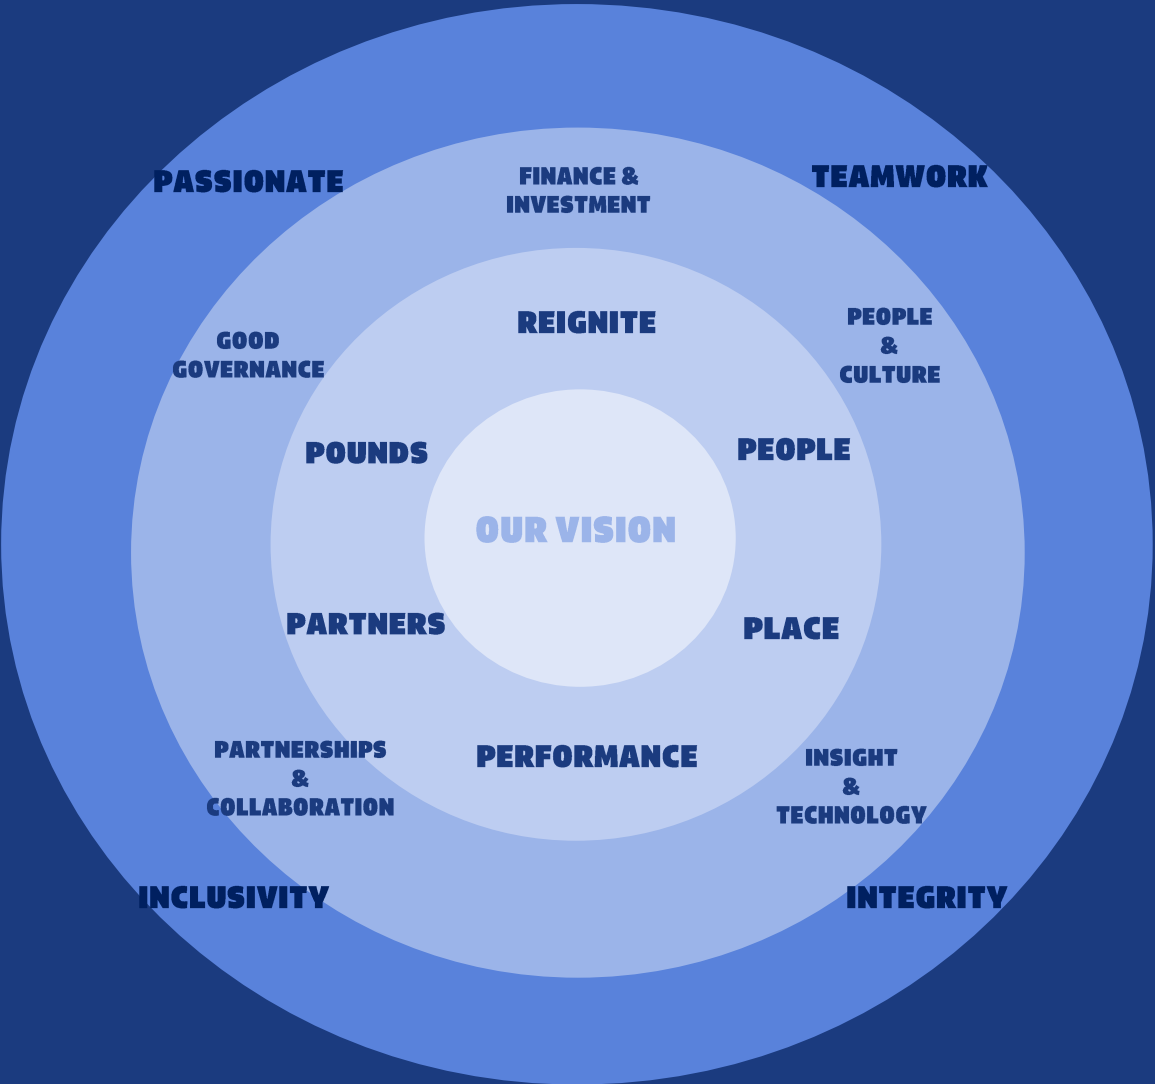 PASSIONATE
TEAMWORK
FINANCE &
INVESTMENT
REIGNITE
PEOPLE
&
CULTURE
GOOD
GOVERNANCE
POUNDS
PEOPLE
OUR VISION
PARTNERS
PLACE
PERFORMANCE
PARTNERSHIPS
&
COLLABORATION
INSIGHT
&
TECHNOLOGY
INCLUSIVITY
INTEGRITY